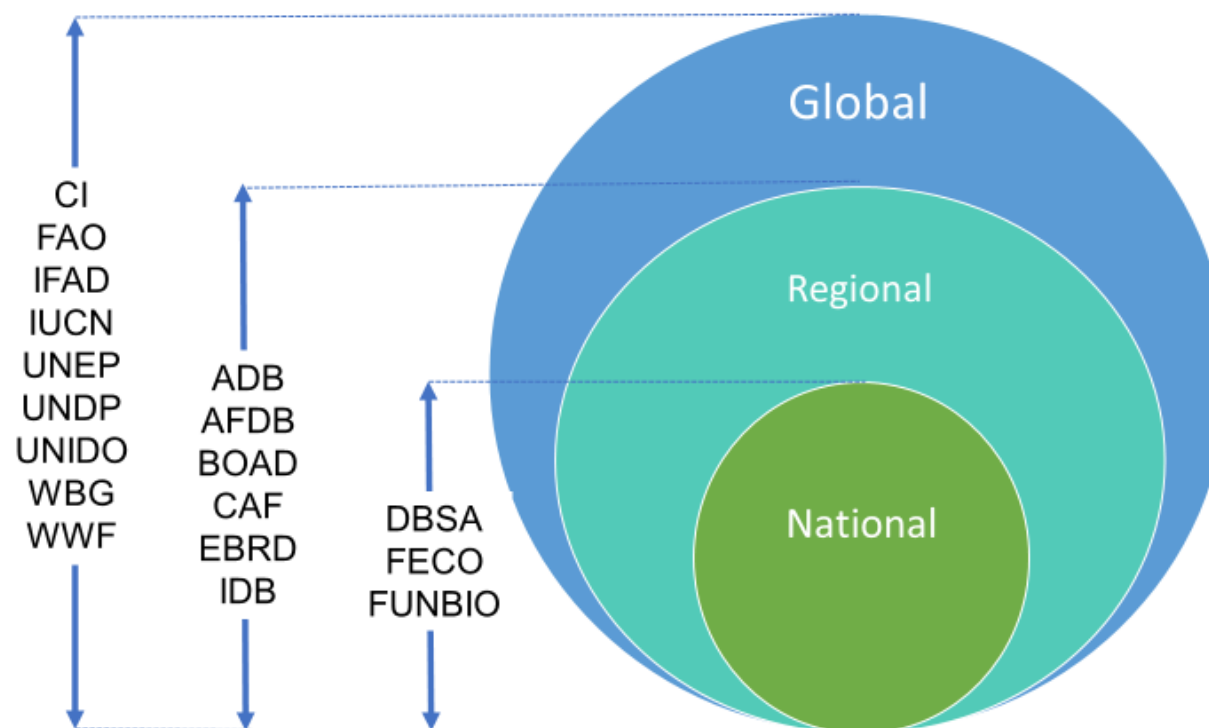 CI
FAO
IFAD
IUCN
UNEP
UNDP
UNIDO
WBG
WWF
ADB
AFDB
BOAD
CAF
EBRD
IDB
DBSA
FECO
FUNBIO
Global
Regional
National